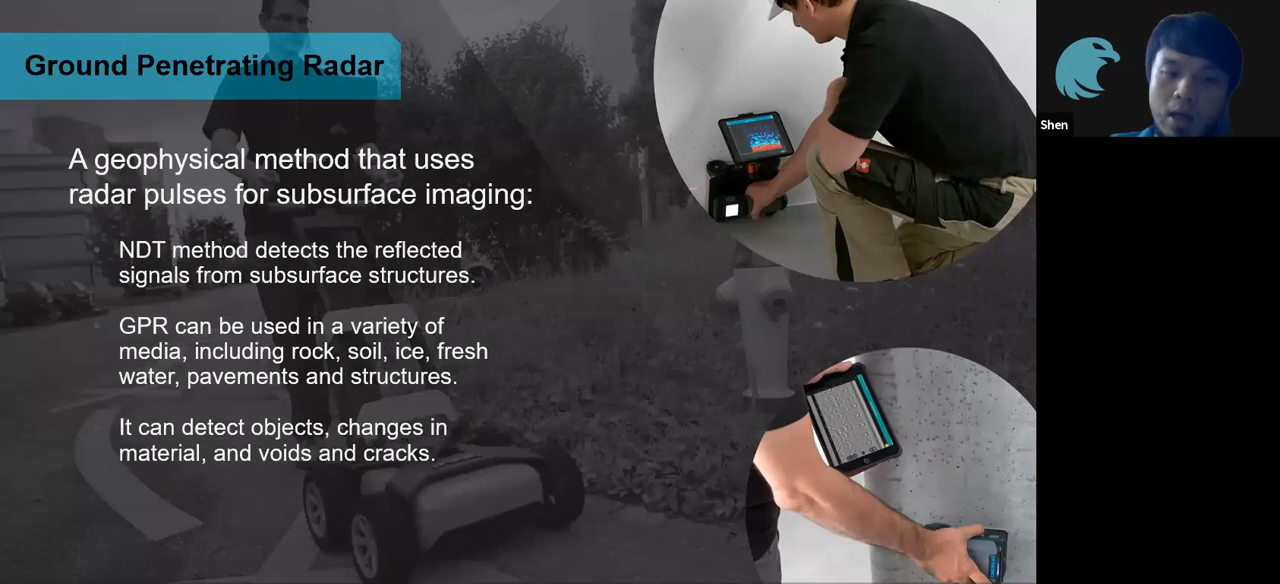 Ground Penetrating Radar
A geophysical method that uses
radar pulses for subsurface imaging:
NDT method detects the reflected
signals from subsurface structures.
GPR can be used in a variety of
media, including rock, soil, ice, fresh
water, pavements and structures.
It can detect objects, changes in
material, and voids and cracks.
Shen